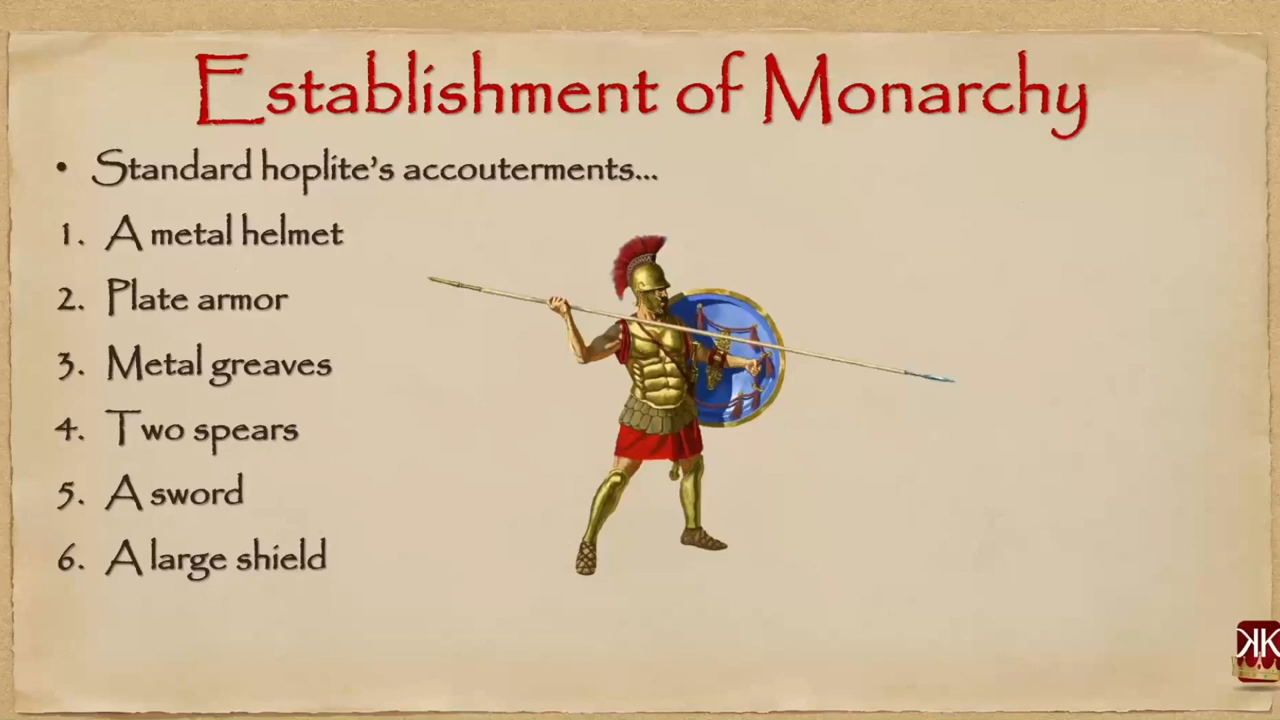 Establishment of Monarchy
• Standard hoplite's accouterments...
1. A metal helmet
2. Plate armor
3. Metal greaves
4. Two spears
5. A sword
6. A large shield
KK